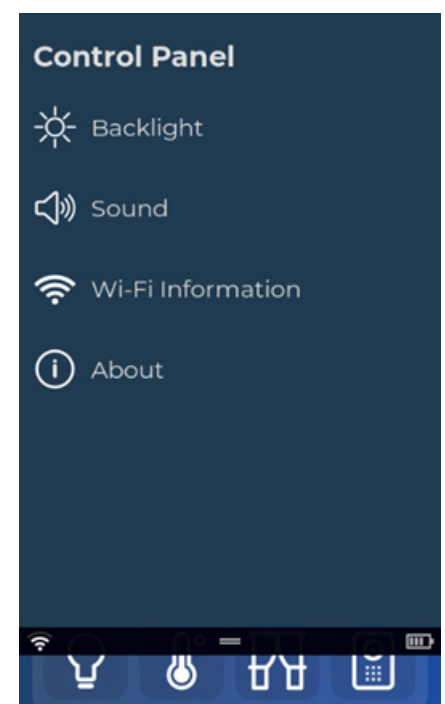 Control Panel
Backlight
Sound
Wi-Fi Information
About